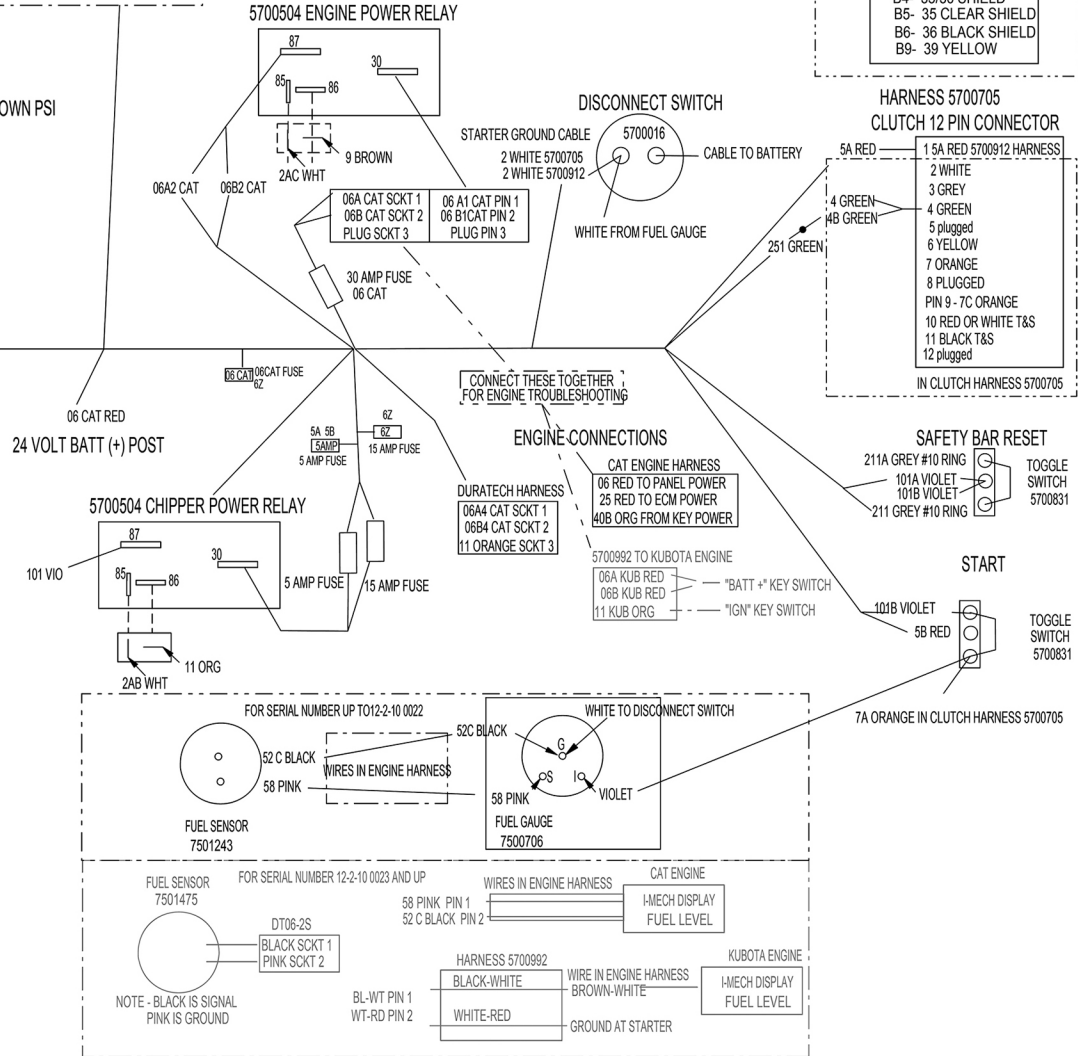 5700504 ENGINE POWER RELAY
87
30
85
86
9 BROWN
2AC WHT
OWN PSI
06A2 CAT
06B2 CAT
06A CAT SCKT 1
06B CAT SCKT 2
PLUG SCKT 3
06 A1 CAT PIN 1
06 B1CAT PIN 2
PLUG PIN 3
30 AMP FUSE
06 CAT
DISCONNECT SWITCH
5700016
STARTER GROUND CABLE
2 WHITE 5700705
2 WHITE 5700912
CABLE TO BATTERY
WHITE FROM FUEL GAUGE
B5- 35 CLEAR SHIELD
B6- 36 BLACK SHIELD
B9- 39 YELLOW
HARNESS 5700705
CLUTCH 12 PIN CONNECTOR
5A RED
1 5A RED 5700912 HARNESS
2 WHITE
3 GREY
4 GREEN
5 plugged
6 YELLOW
7 ORANGE
8 PLUGGED
PIN 9 - 7C ORANGE
10 RED OR WHITE T&S
11 BLACK T&S
12 plugged
4 GREEN
4B GREEN
251 GREEN
IN CLUTCH HARNESS 5700705
06 CAT
06CAT FUSE
6Z
06 CAT RED
24 VOLT BATT (+) POST
5A 5B
5AMP
5 AMP FUSE
6Z
6Z
15 AMP FUSE
CONNECT THESE TOGETHER
FOR ENGINE TROUBLESHOOTING
ENGINE CONNECTIONS
CAT ENGINE HARNESS
06 RED TO PANEL POWER
25 RED TO ECM POWER
40B ORG FROM KEY POWER
DURATECH HARNESS
06A4 CAT SCKT 1
06B4 CAT SCKT 2
11 ORANGE SCKT 3
5700992 TO KUBOTA ENGINE
06A KUB RED
06B KUB RED
11 KUB ORG
"BATT +" KEY SWITCH
"IGN" KEY SWITCH
SAFETY BAR RESET
211A GREY #10 RING
101A VIOLET
101B VIOLET
211 GREY #10 RING
TOGGLE
SWITCH
5700831
START
101B VIOLET
5B RED
TOGGLE
SWITCH
5700831
7A ORANGE IN CLUTCH HARNESS 5700705
5700504 CHIPPER POWER RELAY
87
30
85
86
101 VIO
11 ORG
2AB WHT
5 AMP FUSE
15 AMP FUSE
FOR SERIAL NUMBER UP TO12-2-10 0022
52 C BLACK
58 PINK
FUEL SENSOR
7501243
WIRES IN ENGINE HARNESS
52C BLACK
WHITE TO DISCONNECT SWITCH
G
S
I
58 PINK
VIOLET
FUEL GAUGE
7500706
FOR SERIAL NUMBER 12-2-10 0023 AND UP
FUEL SENSOR
7501475
DT06-2S
BLACK SCKT 1
PINK SCKT 2
NOTE - BLACK IS SIGNAL
PINK IS GROUND
WIRES IN ENGINE HARNESS
58 PINK PIN 1
52 C BLACK PIN 2
CAT ENGINE
I-MECH DISPLAY
FUEL LEVEL
HARNESS 5700992
BLACK-WHITE
WHITE-RED
BL-WT PIN 1
WT-RD PIN 2
WIRE IN ENGINE HARNESS
BROWN-WHITE
GROUND AT STARTER
KUBOTA ENGINE
I-MECH DISPLAY
FUEL LEVEL